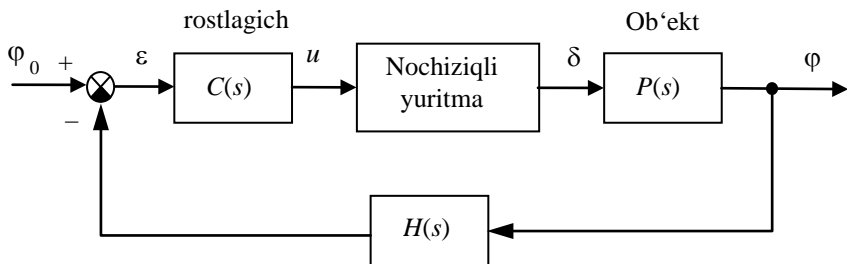 rostlagich
Ob‘ekt
φ₀
+
ε
C(s)
u
Nochiziqli
yuritma
δ
P(s)
φ
−
H(s)